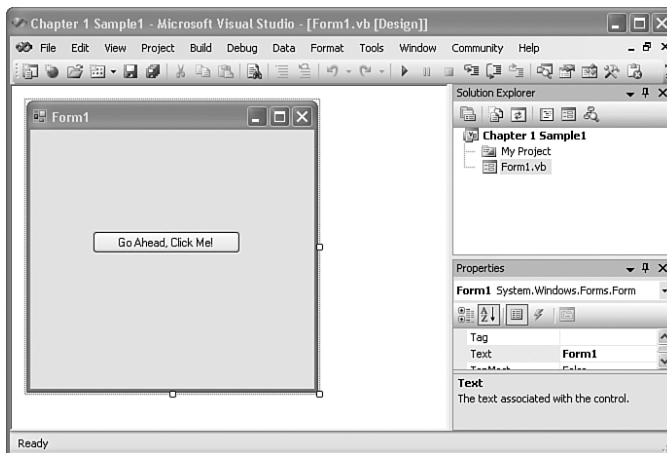 Chapter 1 Sample1 - Microsoft Visual Studio - [Form1.vb [Design]]
File Edit View Project Build Debug Data Format Tools Window Community Help
Form1
Go Ahead, Click Me!
Solution Explorer
Chapter 1 Sample1
My Project
Form1.vb
Properties
Form1 System.Windows.Forms.Form
Tag
Text Form1
TopMost False
Text
The text associated with the control.
Ready